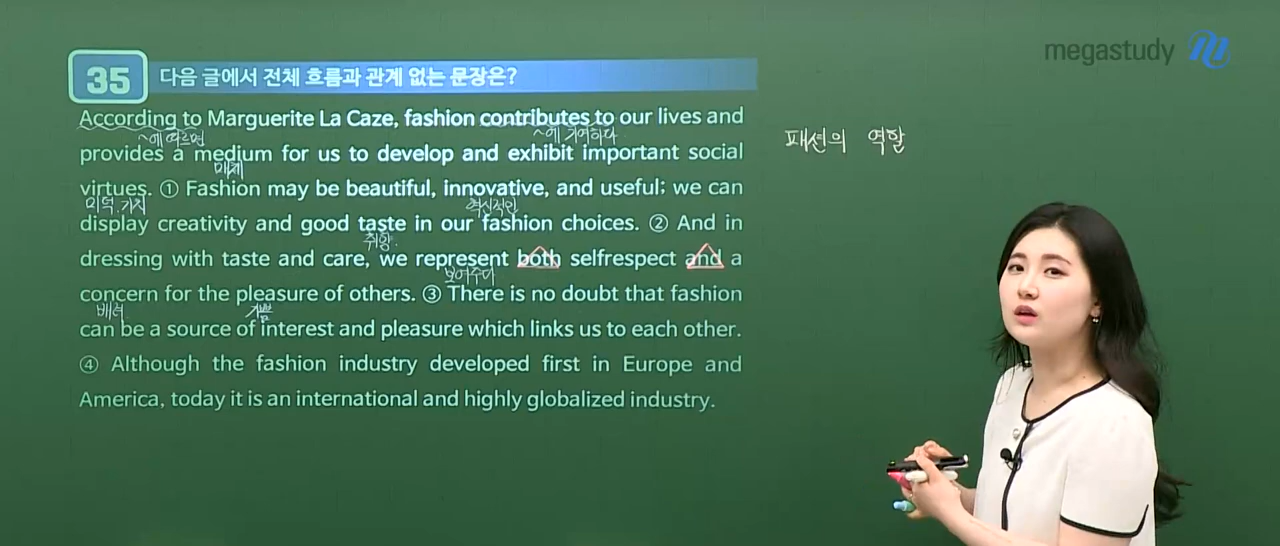 megastudy
35 다음 글에서 전체 흐름과 관계 없는 문장은?
According to Marguerite La Caze, fashion contributes to our lives and
~에 따르면 ~에 기여하다
패션의 역할
provides a medium for us to develop and exhibit important social
매개
virtues. ① Fashion may be beautiful, innovative, and useful; we can
미덕, 가치 혁신적인
display creativity and good taste in our fashion choices. ② And in
취향.
dressing with taste and care, we represent both selfrespect and a
보여주다
concern for the pleasure of others. ③ There is no doubt that fashion
배려 기쁨
can be a source of interest and pleasure which links us to each other.
④ Although the fashion industry developed first in Europe and
America, today it is an international and highly globalized industry.